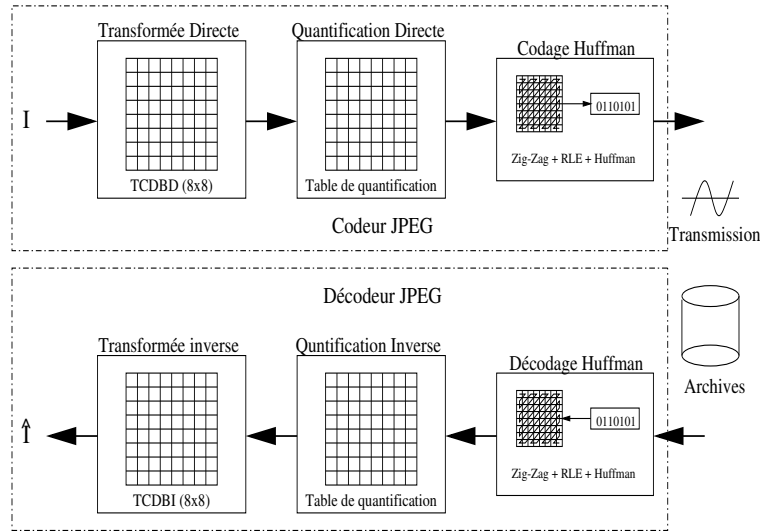 Transformée Directe
Quantification Directe
Codage Huffman
I
0110101
TCDBD (8x8)
Table de quantification
Zig-Zag + RLE + Huffman
Codeur JPEG
Transmission
Décodeur JPEG
Transformée inverse
Quntification Inverse
Décodage Huffman
Archives
Î
0110101
TCDBI (8x8)
Table de quantification
Zig-Zag + RLE + Huffman